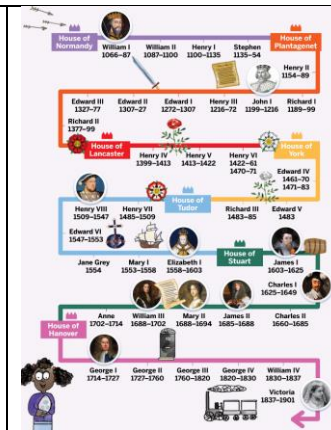 House of
Normandy
William I
1066–87
William II
1087–1100
Henry I
1100–1135
Stephen
1135–54
House of
Plantagenet
Henry II
1154–89
Edward III
1327–77
Edward II
1307–27
Edward I
1272–1307
Henry III
1216–72
John I
1199–1216
Richard I
1189–99
Richard II
1377–99
House of
Lancaster
Henry IV
1399–1413
Henry V
1413–1422
Henry VI
1422–61
1470–71
House of
York
Edward IV
1461–70
1471–83
Henry VIII
1509–1547
Henry VII
1485–1509
House of
Tudor
Richard III
1483–85
Edward V
1483
Edward VI
1547–1553
Jane Grey
1554
Mary I
1553–1558
Elizabeth I
1558–1603
House of
Stuart
James I
1603–1625
Charles I
1625–1649
House of
Hanover
Anne
1702–1714
William III
1688–1702
Mary II
1688–1694
James II
1685–1688
Charles II
1660–1685
George I
1714–1727
George II
1727–1760
George III
1760–1820
George IV
1820–1830
William IV
1830–1837
Victoria
1837–1901